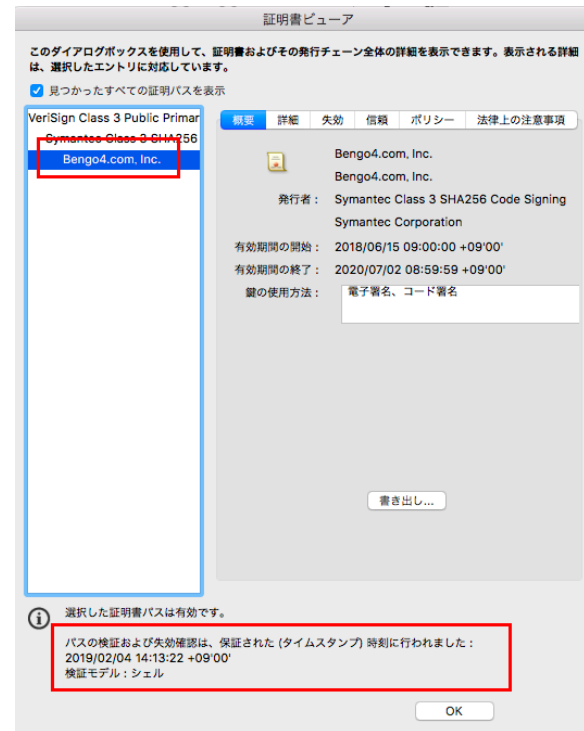 証明書ビューア
このダイアログボックスを使用して、証明書およびその発行チェーン全体の詳細を表示できます。表示される詳細
は、選択したエントリに対応しています。
見つかったすべての証明パスを表示
VeriSign Class 3 Public Primar
Symantec Class 3 SHA256
Bengo4.com, Inc.
概要 詳細 失効 信頼 ポリシー 法律上の注意事項
Bengo4.com, Inc.
Bengo4.com, Inc.
発行者： Symantec Class 3 SHA256 Code Signing
Symantec Corporation
有効期間の開始： 2018/06/15 09:00:00 +09'00'
有効期間の終了： 2020/07/02 08:59:59 +09'00'
鍵の使用方法： 電子署名、コード署名
書き出し...
選択した証明書パスは有効です。
パスの検証および失効確認は、保証された (タイムスタンプ) 時刻に行われました：
2019/02/04 14:13:22 +09'00'
検証モデル：シェル
OK